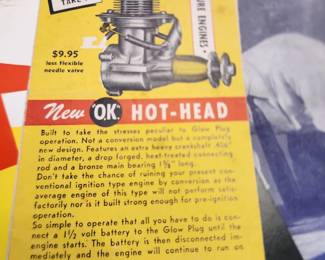 TAKE
$9.95
less flexible
needle valve
RE ENGINES
New "O.K." HOT-HEAD
Built to take the stresses peculiar to Glow Plug
operation. Not a conversion model but a completely
new design. Features an extra heavy crankshaft
in diameter, a drop forged, heat-treated connecting
rod and a bronze main bearing 1⅜" long.
Don't take the chance of ruining your present con-
ventional ignition type engine by conversion as the
average engine of this type will not perform satis-
factorily nor is it built strong enough for pre-ignition
operation.
So simple to operate that all you have to do is con-
nect a 1½ volt battery to the Glow Plug until the
engine starts. The battery is then disconnected im-
mediately and the engine will continue to run on